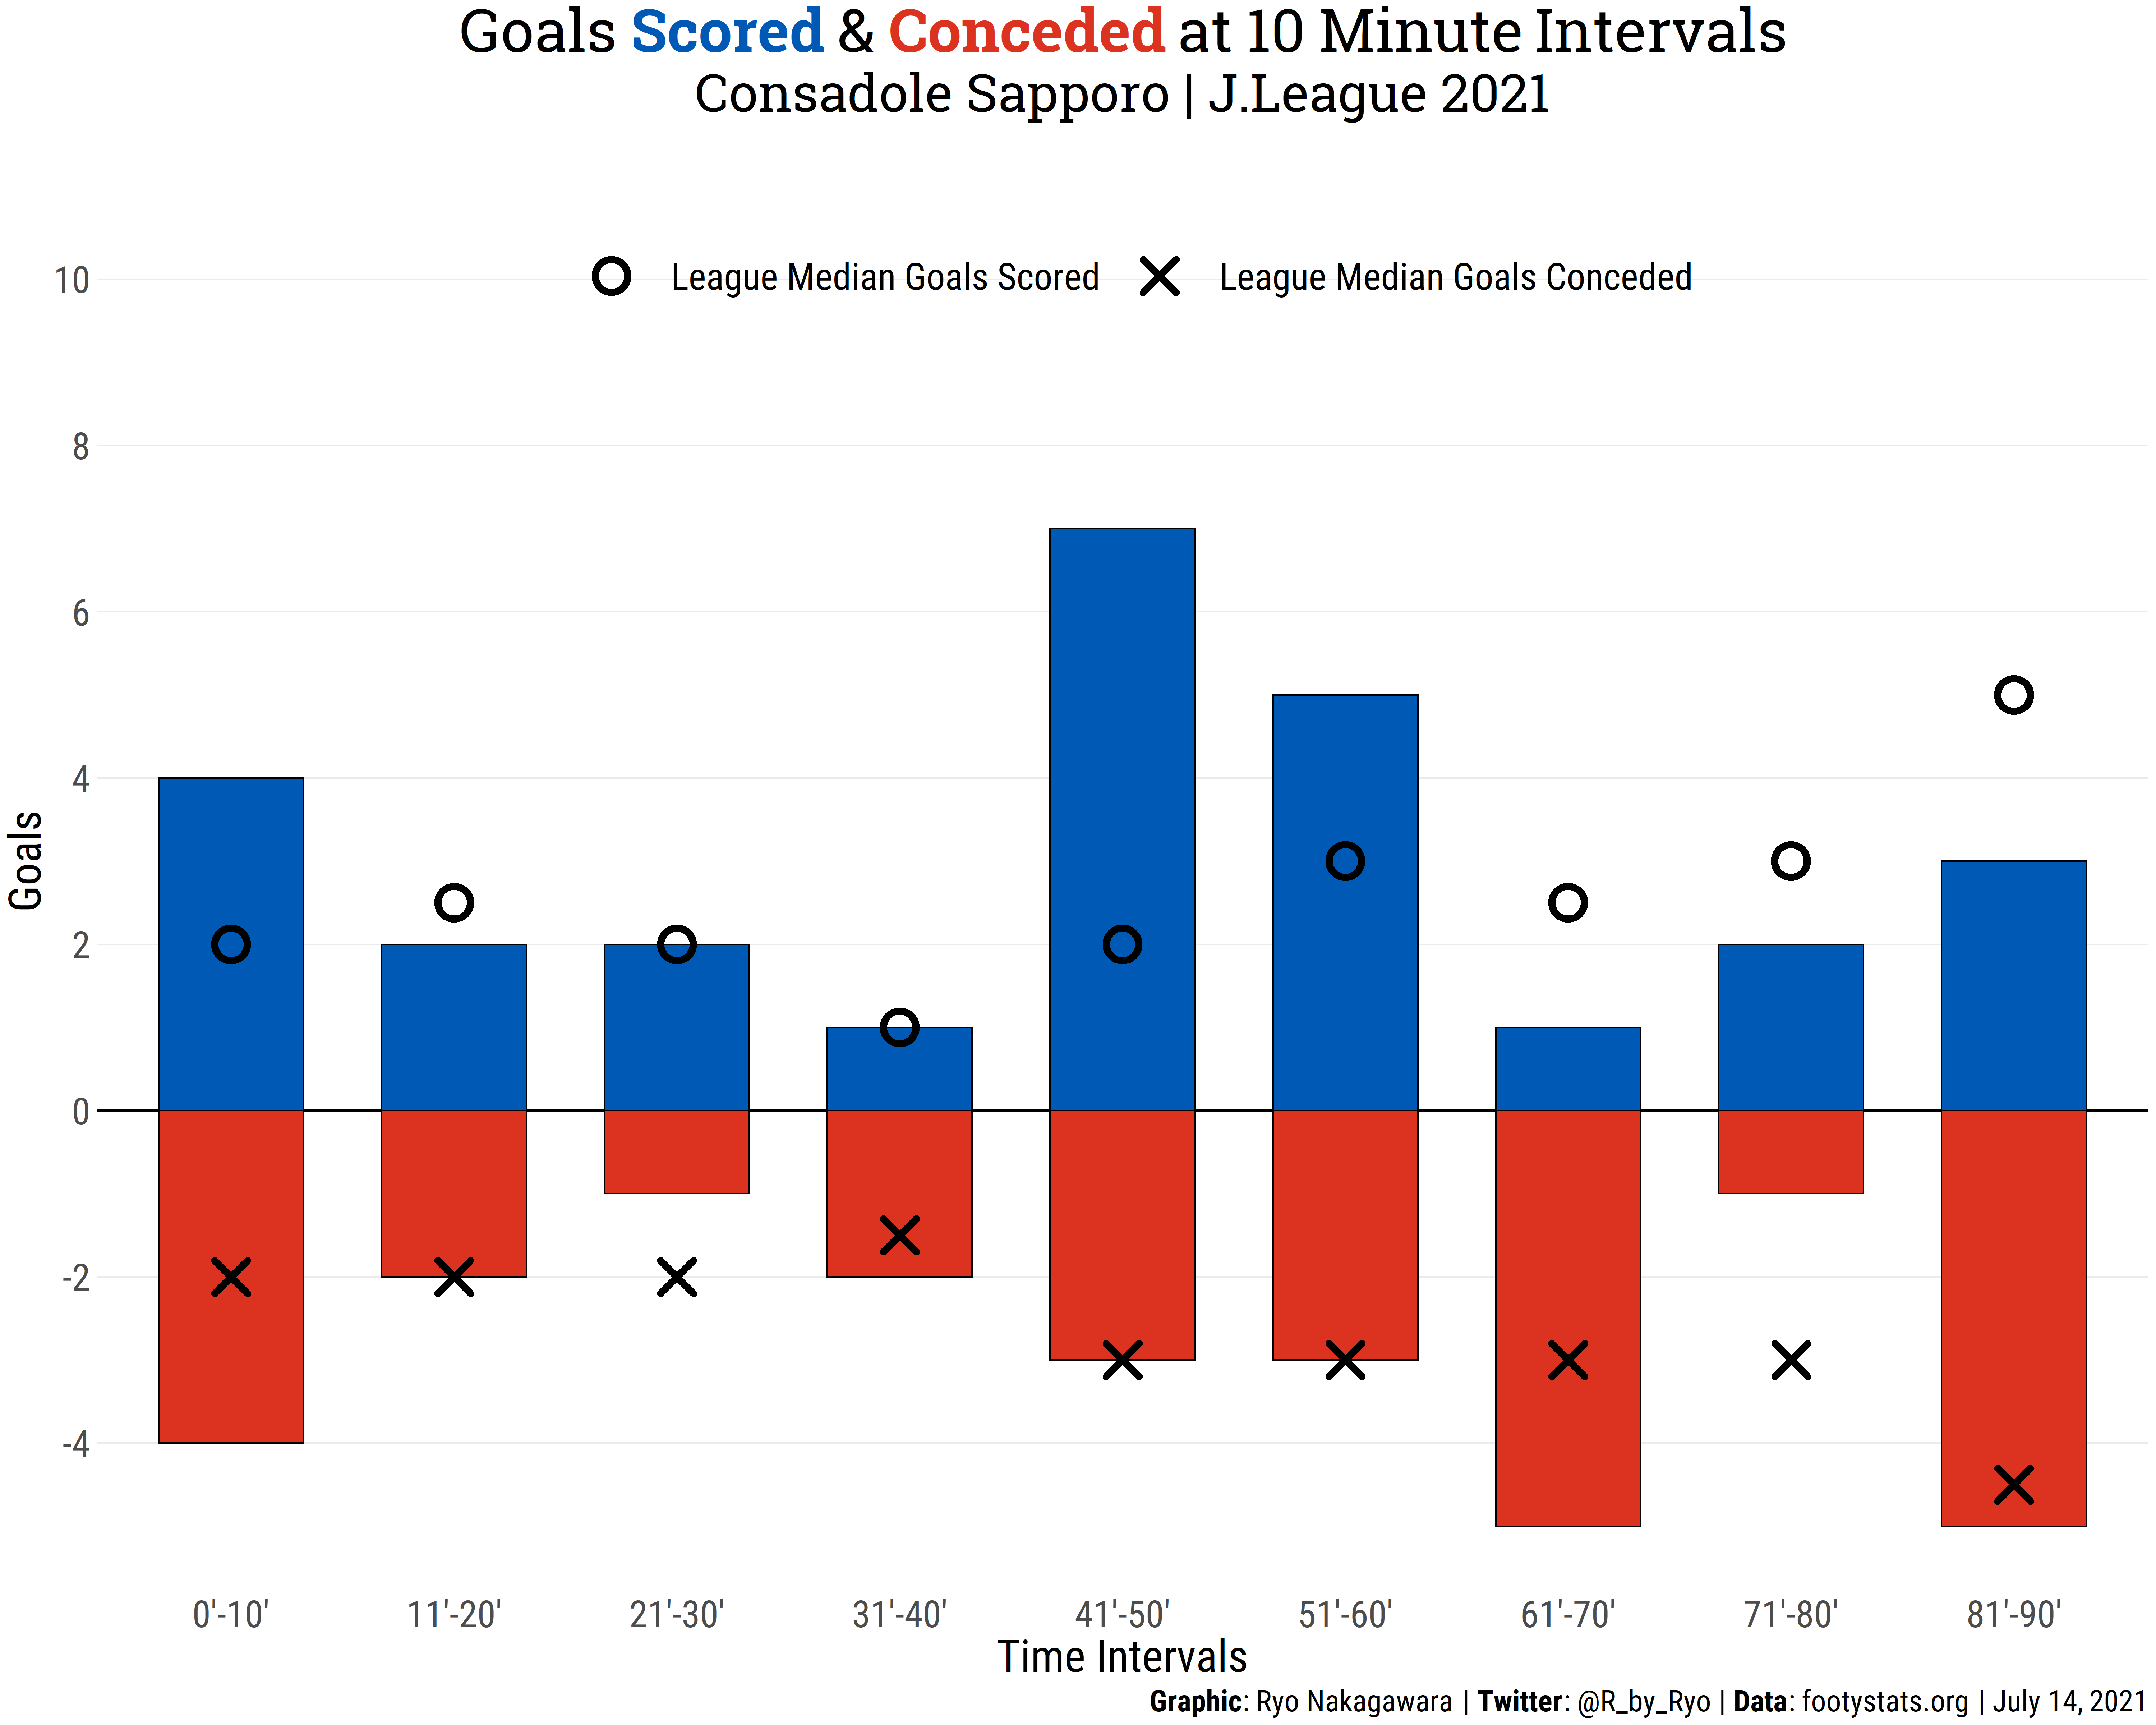 Goals Scored & Conceded at 10 Minute Intervals
Consadole Sapporo | J.League 2021
League Median Goals Scored
League Median Goals Conceded
10
8
6
4
2
0
-2
-4
Goals
0'-10'
11'-20'
21'-30'
31'-40'
41'-50'
51'-60'
61'-70'
71'-80'
81'-90'
Time Intervals
Graphic: Ryo Nakagawara | Twitter: @R_by_Ryo | Data: footystats.org | July 14, 2021